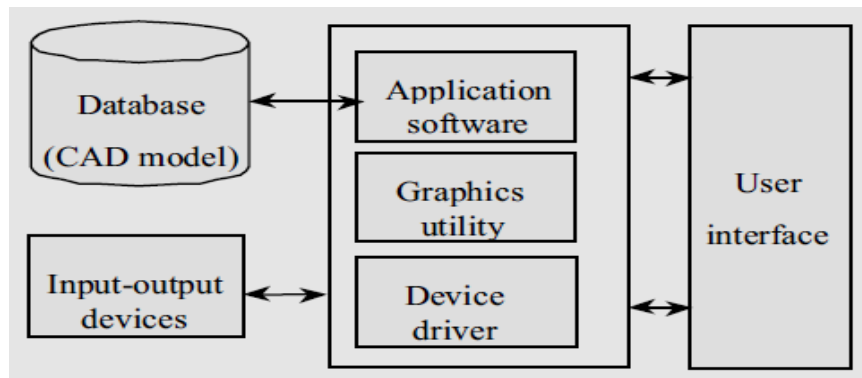 Database
(CAD model)
Input-output
devices
Application
software
Graphics
utility
Device
driver
User
interface